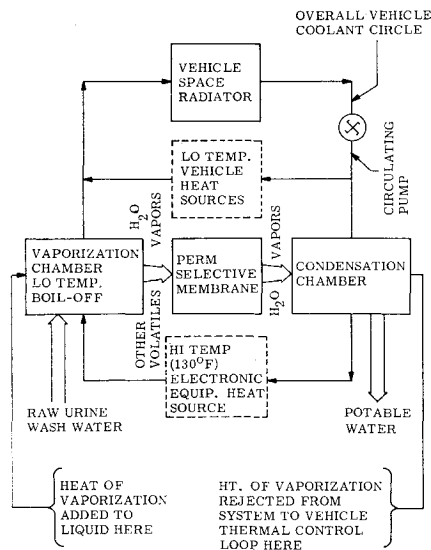 OVERALL VEHICLE
COOLANT CIRCLE
VEHICLE
SPACE
RADIATOR
CIRCULATING
PUMP
LO TEMP.
VEHICLE
HEAT
SOURCES
H2O
VAPORS
VAPORIZATION
CHAMBER
LO TEMP.
BOIL-OFF
OTHER
VOLATILES
PERM
SELECTIVE
MEMBRANE
H2O
VAPORS
CONDENSATION
CHAMBER
HI TEMP
(130°F)
ELECTRONIC
EQUIP. HEAT
SOURCE
RAW URINE
WASH WATER
POTABLE
WATER
HEAT OF
VAPORIZATION
ADDED TO
LIQUID HERE
HT. OF VAPORIZATION
REJECTED FROM
SYSTEM TO VEHICLE
THERMAL CONTROL
LOOP HERE